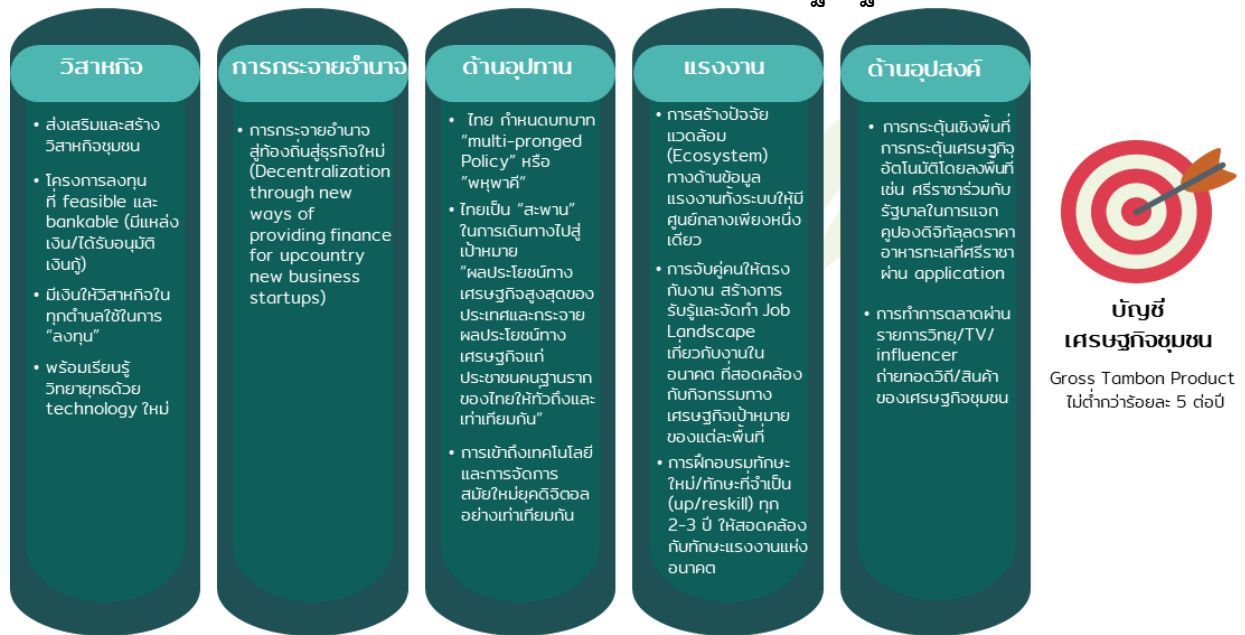 วิสาหกิจ
• ส่งเสริมและสร้าง
วิสาหกิจชุมชน
• โครงการลงทุน
ที่ feasible และ
bankable (มีแหล่ง
เงิน/ได้รับอนุมัติ
เงินกู้)
• มีเงินให้วิสาหกิจใน
ทุกตำบลใช้ในการ
"ลงทุน"
• พร้อมเรียนรู้
วิทยายุทธด้วย
technology ใหม่
การกระจายอำนาจ
• การกระจายอำนาจ
สู่ท้องถิ่นสู่ธุรกิจใหม่
(Decentralization
through new
ways of
providing finance
for upcountry
new business
startups)
ด้านอุปทาน
• ไทย กำหนดบทบาท
"multi-pronged
Policy" หรือ
"พหุพาคี"
• ไทยเป็น "สะพาน"
ในการเดินทางไปสู่
เป้าหมาย
"ผลประโยชน์ทาง
เศรษฐกิจสูงสุดของ
ประเทศและกระจาย
ผลประโยชน์ทาง
เศรษฐกิจแก่
ประชาชนคนฐานราก
ของไทยให้ทั่วถึงและ
เท่าเทียมกัน"
• การเข้าถึงเทคโนโลยี
และการจัดการ
สมัยใหม่ยุคดิจิตอล
อย่างเท่าเทียมกัน
แรงงาน
• การสร้างปัจจัย
แวดล้อม
(Ecosystem)
ทางด้านข้อมูล
แรงงานทั้งระบบให้มี
ศูนย์กลางเพียงหนึ่ง
เดียว
• การจับคู่คนให้ตรง
กับงาน สร้างการ
รับรู้และจัดทำ Job
Landscape
เกี่ยวกับงานใน
อนาคต ที่สอดคล้อง
กับกิจกรรมทาง
เศรษฐกิจเป้าหมาย
ของแต่ละพื้นที่
• การฝึกอบรมทักษะ
ใหม่/ทักษะที่จำเป็น
(up/reskill) ทุก
2-3 ปี ให้สอดคล้อง
กับทักษะแรงงานแห่ง
อนาคต
ด้านอุปสงค์
• การกระตุ้นเชิงพื้นที่
การกระตุ้นเศรษฐกิจ
อัตโนมัติโดยลงพื้นที่
เช่น ศรีราชาร่วมกับ
รัฐบาลในการแจก
คูปองดิจิทัลลดราคา
อาหารทะเลที่ศรีราชา
ผ่าน application
• การทำการตลาดผ่าน
รายการวิทยุ/TV/
influencer
ถ่ายทอดวิถี/สินค้า
ของเศรษฐกิจชุมชน
บัญชี
เศรษฐกิจชุมชน
Gross Tambon Product
ไม่ต่ำกว่าร้อยละ 5 ต่อปี